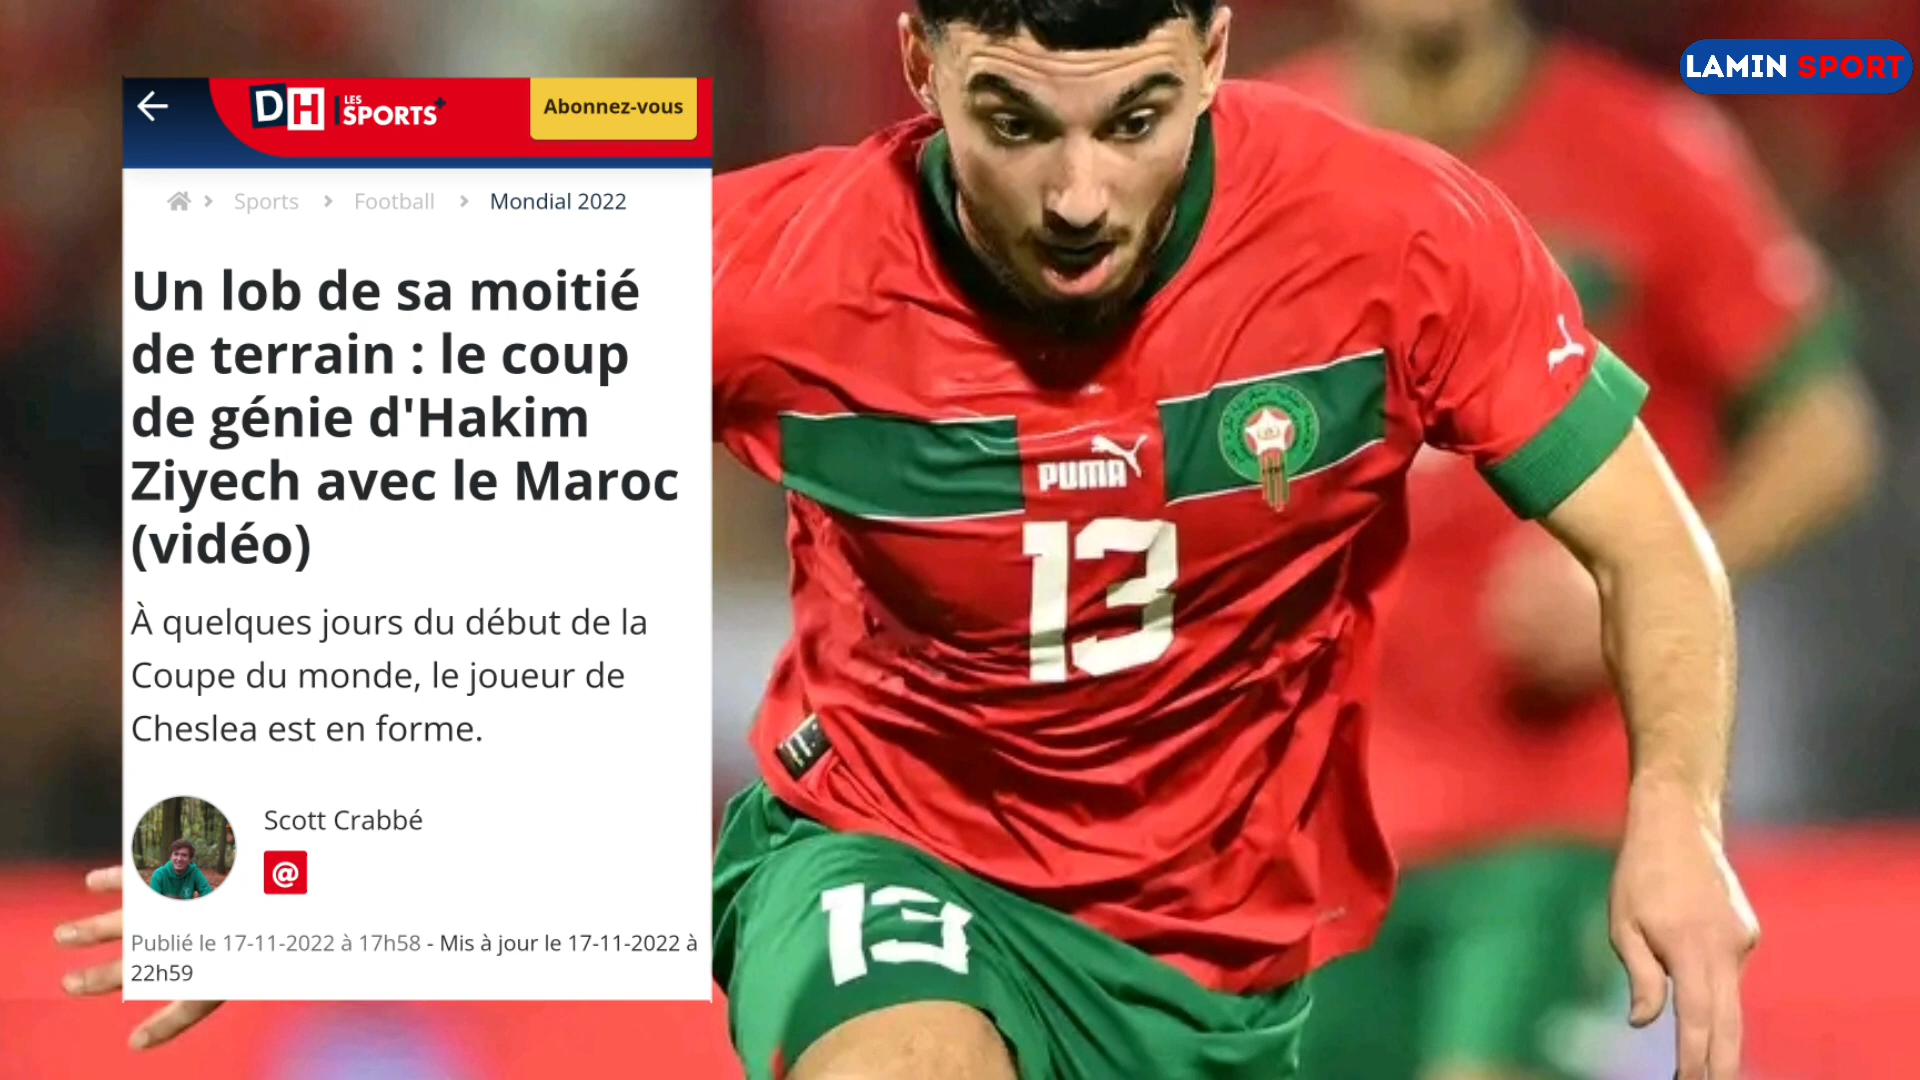 LAMIN SPORT
DH LES SPORTS+
Abonnez-vous
Sports > Football > Mondial 2022
Un lob de sa moitié
de terrain : le coup
de génie d'Hakim
Ziyech avec le Maroc
(vidéo)
À quelques jours du début de la
Coupe du monde, le joueur de
Cheslea est en forme.
Scott Crabbé
@
Publié le 17-11-2022 à 17h58 - Mis à jour le 17-11-2022 à
22h59
PUMA
13
13